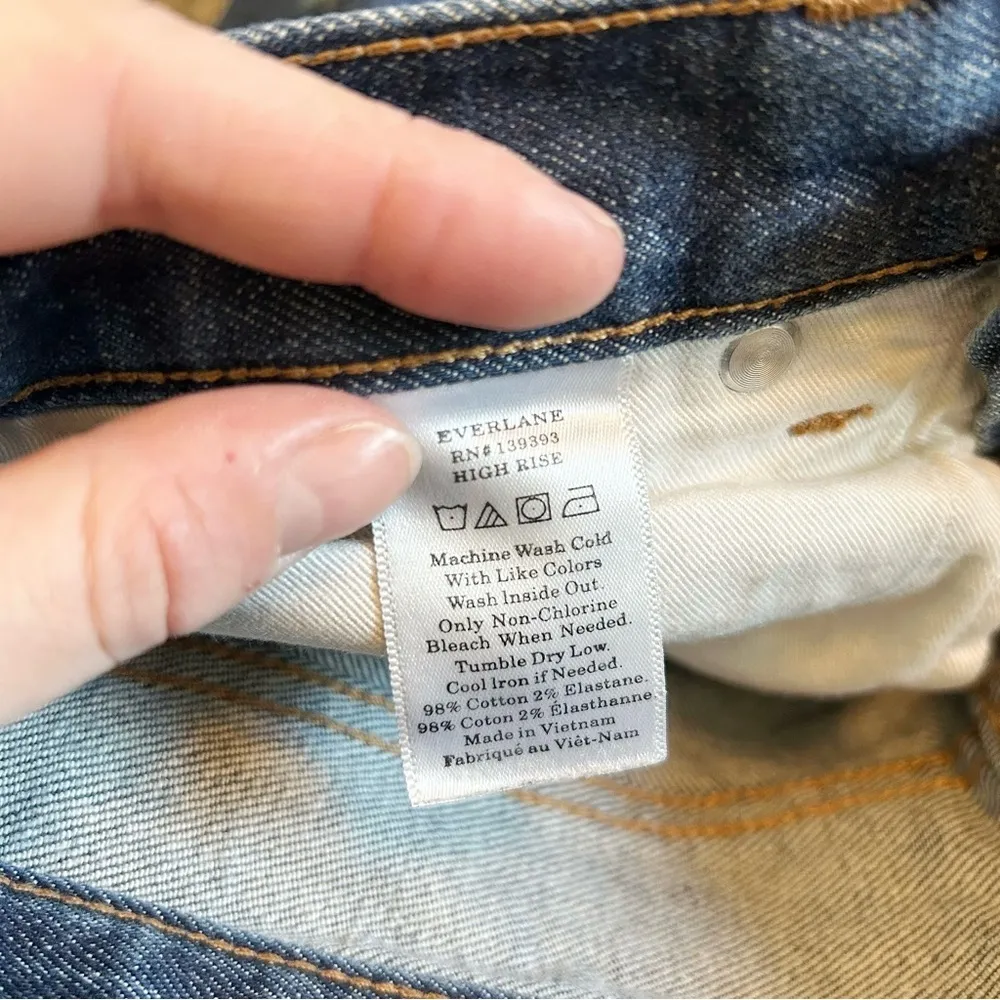 EVERLANE
RN# 139393
HIGH RISE
Machine Wash Cold
With Like Colors
Wash Inside Out.
Only Non-Chlorine
Bleach When Needed.
Tumble Dry Low.
Cool Iron if Needed.
98% Cotton 2% Elastane.
98% Coton 2% Élasthanne
Made in Vietnam
Fabriqué au Viêt-Nam